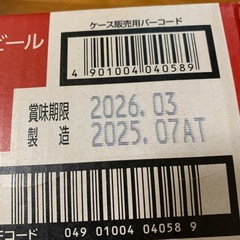 ビール
ケース販売用バーコード
4 901004 040589
賞味期限 2026.03
製造 2025.07AT
コード
049 01004 04058 9